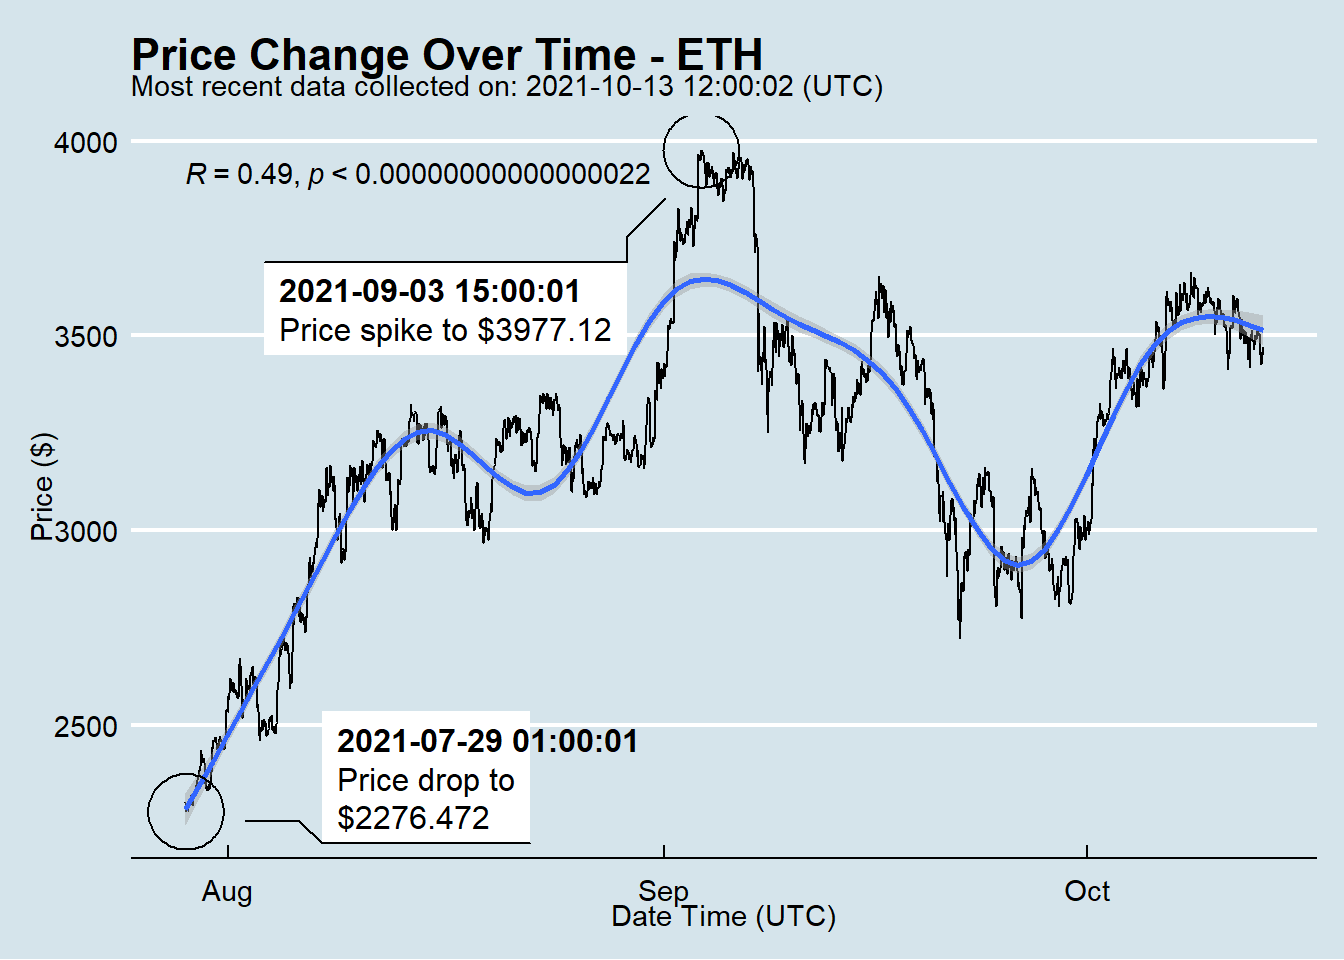 Price Change Over Time - ETH
Most recent data collected on: 2021-10-13 12:00:02 (UTC)
4000
R = 0.49, p < 0.00000000000000022
2021-09-03 15:00:01
Price spike to $3977.12
3500
Price ($)
3000
2500
2021-07-29 01:00:01
Price drop to
$2276.472
Aug
Sep
Oct
Date Time (UTC)